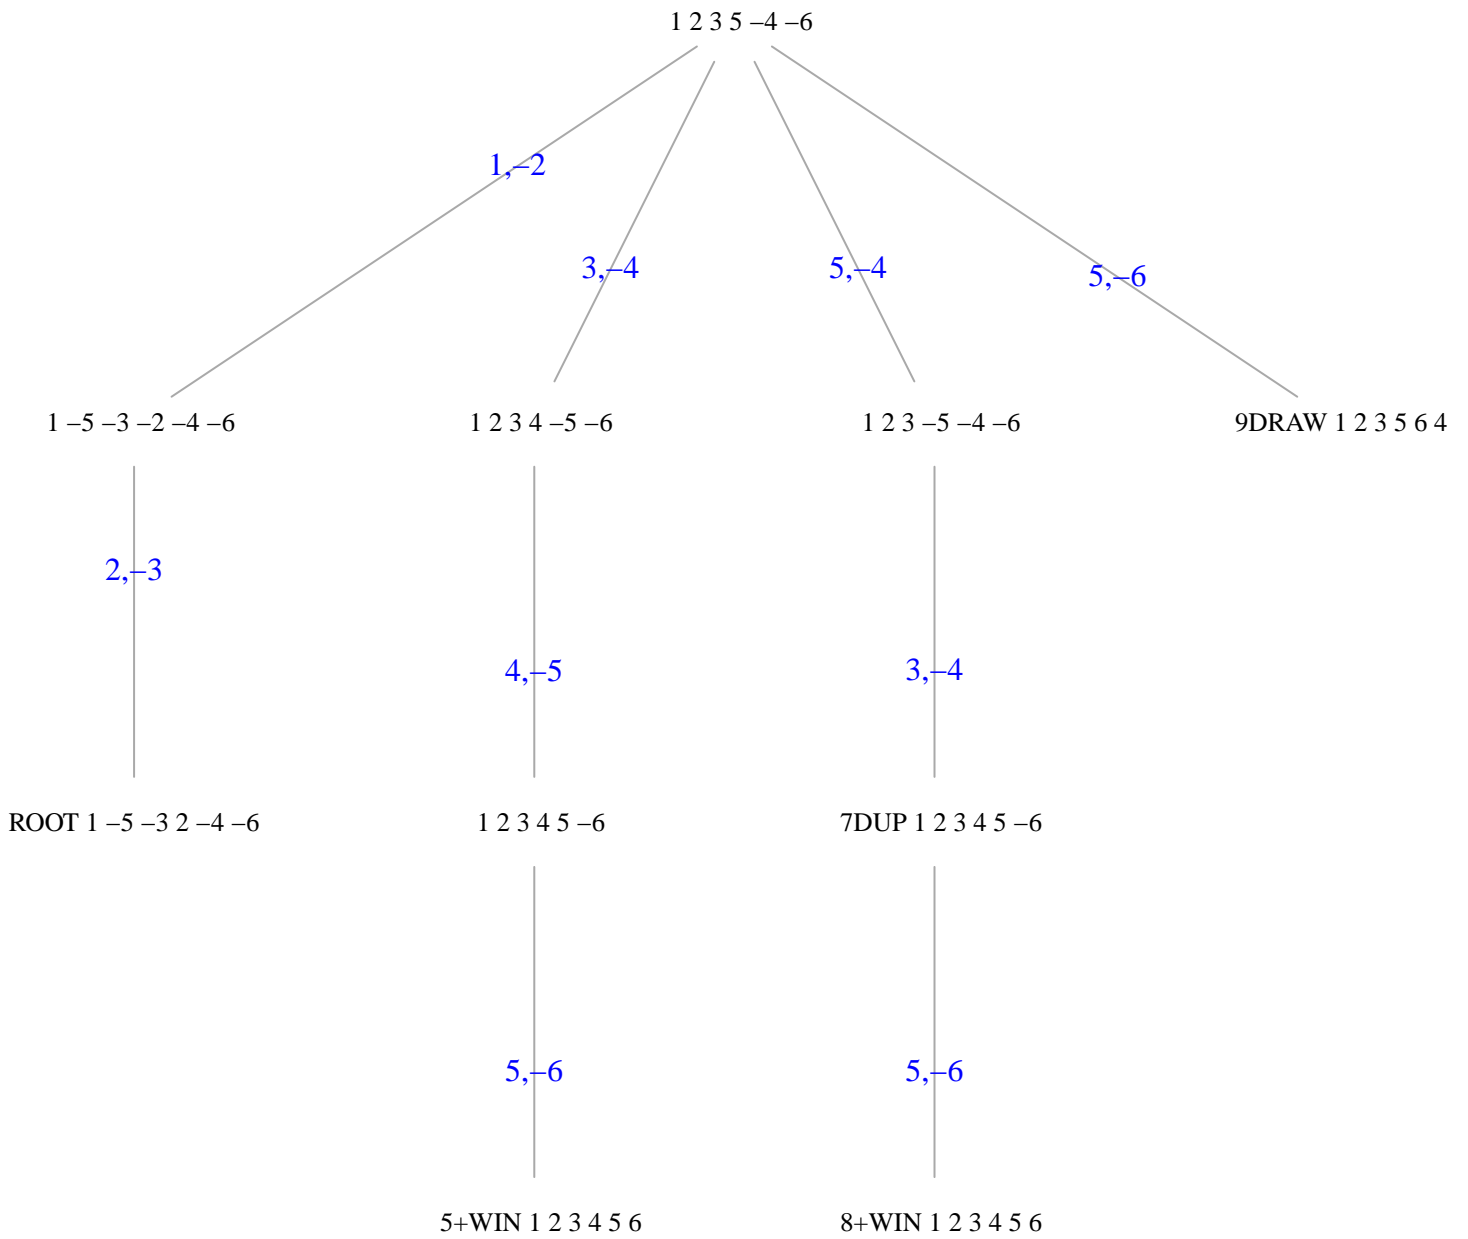 1 2 3 5 –4 –6
1,–2
3,–4
5,–4
5,–6
1 –5 –3 –2 –4 –6
1 2 3 4 –5 –6
1 2 3 –5 –4 –6
9DRAW 1 2 3 5 6 4
2,–3
4,–5
3,–4
ROOT 1 –5 –3 2 –4 –6
1 2 3 4 5 –6
7DUP 1 2 3 4 5 –6
5,–6
5,–6
5+WIN 1 2 3 4 5 6
8+WIN 1 2 3 4 5 6